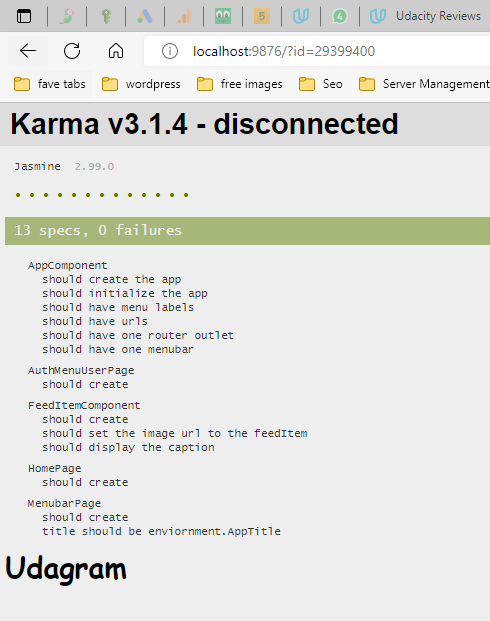 5
4
Udacity Reviews
localhost:9876/?id=29399400
fave tabs
wordpress
free images
Seo
Server Management
Karma v3.1.4 - disconnected
Jasmine 2.99.0
• • • • • • • • • • • • •
13 specs, 0 failures
AppComponent
should create the app
should initialize the app
should have menu labels
should have urls
should have one router outlet
should have one menubar
AuthMenuUserPage
should create
FeedItemComponent
should create
should set the image url to the feedItem
should display the caption
HomePage
should create
MenubarPage
should create
title should be enviornment.AppTitle
Udagram